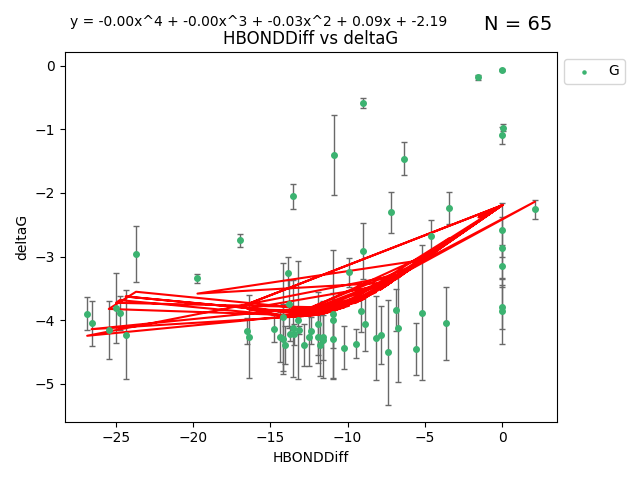 y = -0.00x^4 + -0.00x^3 + -0.03x^2 + 0.09x + -2.19
N = 65
HBONDDiff vs deltaG
G
deltaG
0
−1
−2
−3
−4
−5
−25 −20 −15 −10 −5 0
HBONDDiff